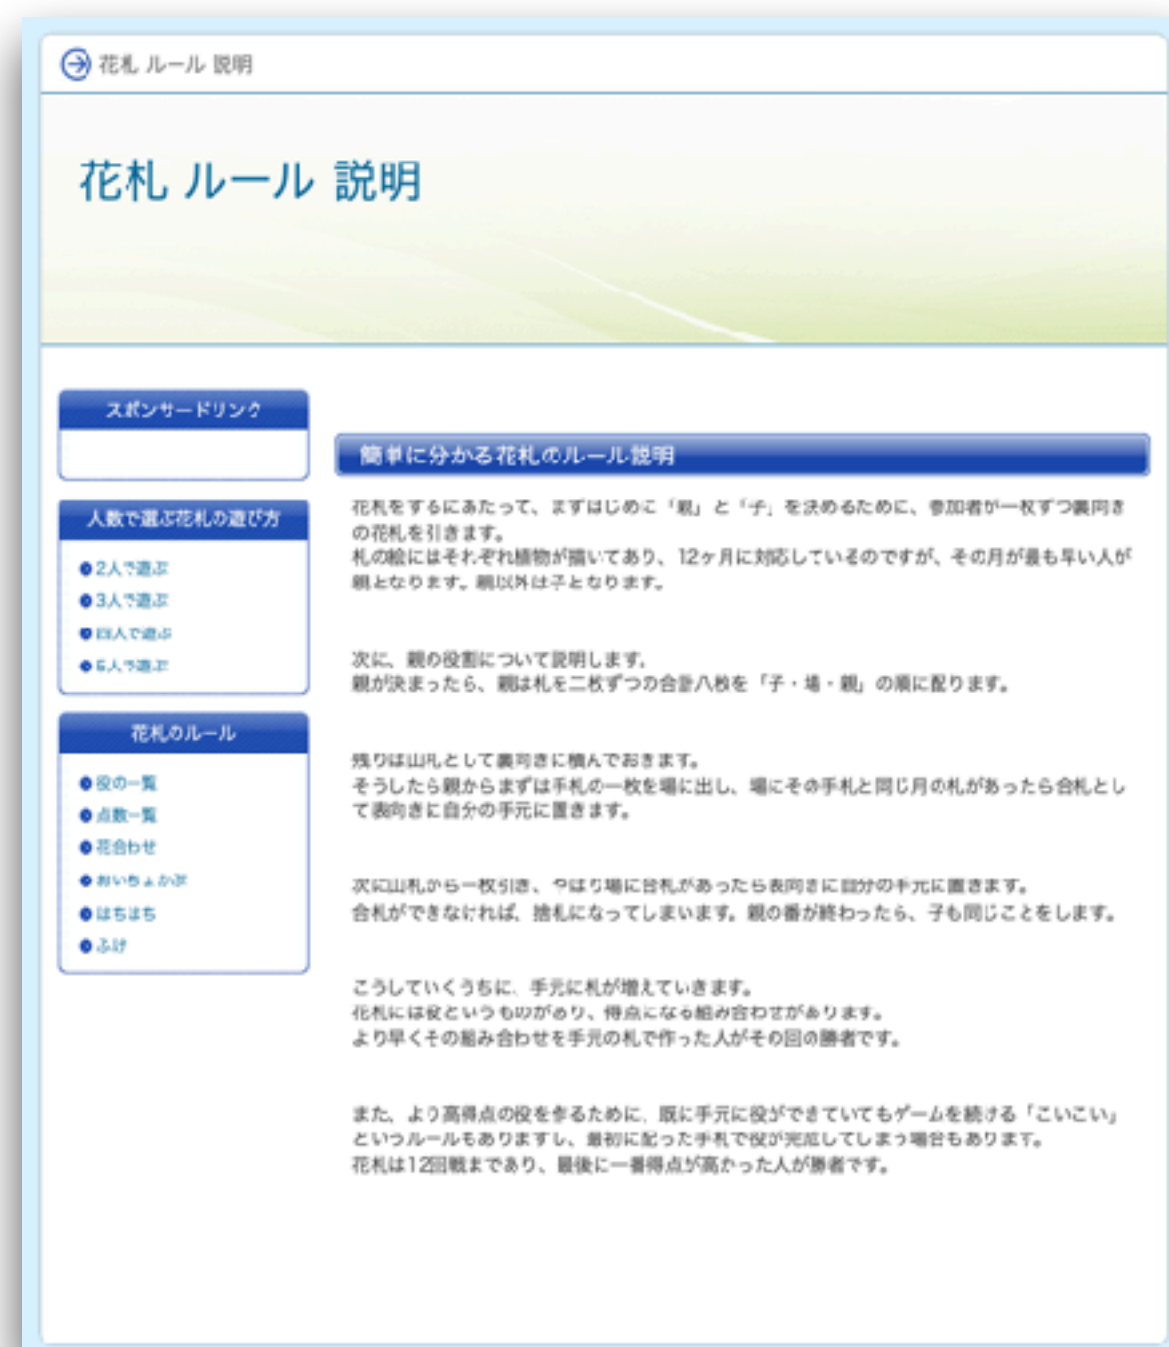 花札 ルール 説明
花札 ルール 説明
スポンサードリンク
人数で選ぶ花札の遊び方
2人で遊ぶ
3人で遊ぶ
四人で遊ぶ
人で遊ぶ
花札のルール
役の一覧
点数一覧
花合わせ
おいちょかぶ
はちはち
ふけ
簡単に分かる花札のルール説明
花札をするにあたって、まずはじめに「親」と「子」を決めるために、参加者が一枚ずつ裏向き
の花札を引きます。
札の絵にはそれぞれ植物が描いてあり、12ヶ月に対応しているのですが、その月が最も早い人が
親となります。親以外は子となります。
次に、親の役割について説明します。
親が決まったら、親は札を二枚ずつの合計八枚を「子・場・親」の順に配ります。
残りは山札として裏向きに積んでおきます。
そうしたら親からまずは手札の一枚を場に出し、場にその手札と同じ月の札があったら合札とし
て表向きに自分の手元に置きます。
次に山札から一枚引き、やはり場に合札があったら表向きに自分の手元に置きます。
合札ができなければ、捨札になってしまいます。親の番が終わったら、子も同じことをします。
こうしていくうちに、手元に札が増えていきます。
花札には役というものがあり、得点になる組み合わせがあります。
より早くその組み合わせを手元の札で作った人がその回の勝者です。
また、より高得点の役を作るために、既に手元に役ができていてもゲームを続ける「こいこい」
というルールもありますし、最初に配った手札で役が完成してしまう場合もあります。
花札は12回戦まであり、最後に一番得点が高かった人が勝者です。